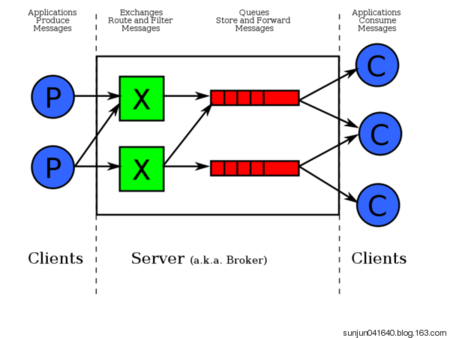 Applications
Produce
Messages
Exchanges
Route and Filter
Messages
Queues
Store and Forward
Messages
Applications
Consume
Messages
P
X
C
P
X
C
C
Clients
Server (a.k.a. Broker)
Clients
sunjun041640.blog.163.com